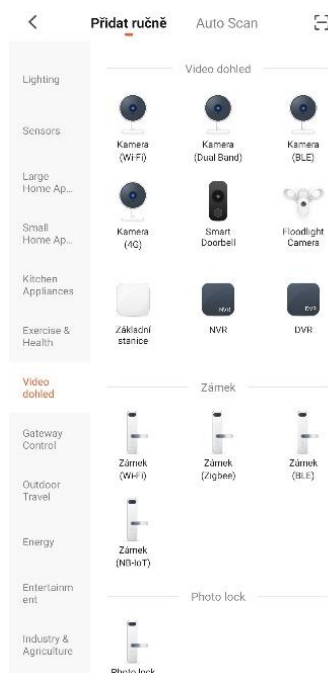 Přidat ručně
Auto Scan
Lighting
Sensors
Large
Home Ap...
Small
Home Ap...
Kitchen
Appliances
Exercise &
Health
Video
dohled
Gateway
Control
Outdoor
Travel
Energy
Entertainm
ent
Industry &
Agriculture
Video dohled
Kamera
(Wi-Fi)
Kamera
(Dual Band)
Kamera
(BLE)
Kamera
(4G)
Smart
Doorbell
Floodlight
Camera
Základní
stanice
NVR
NVR
DVR
Zámek
Zámek
(Wi-Fi)
Zámek
(Zigbee)
Zámek
(BLE)
Zámek
(NB-IoT)
Photo lock
Photo lock